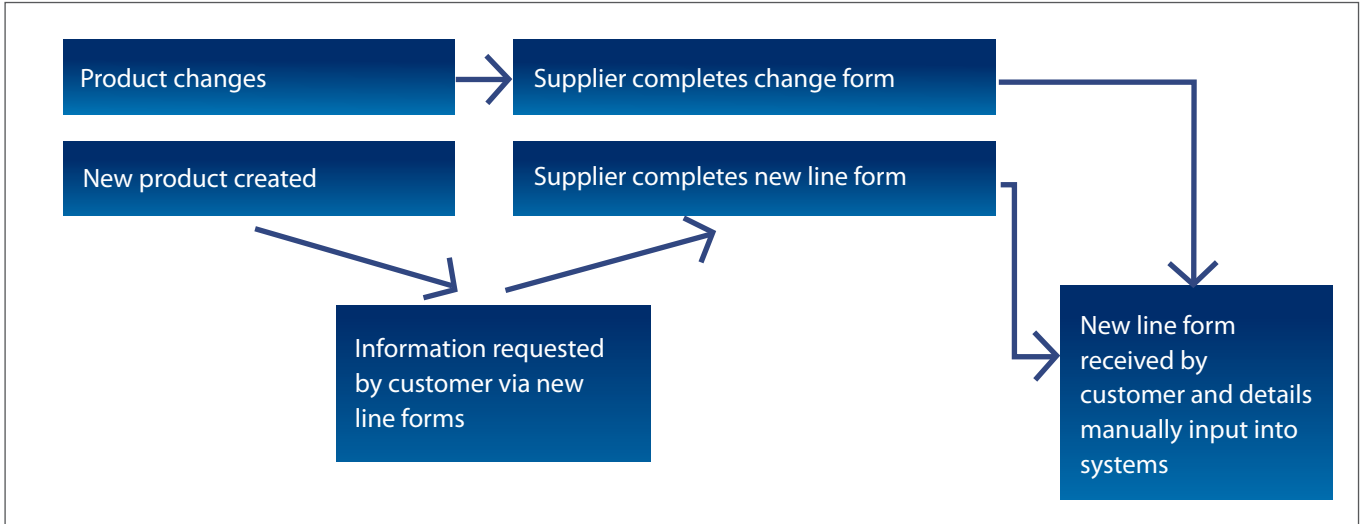 Product changes
Supplier completes change form
New product created
Supplier completes new line form
Information requested
by customer via new
line forms
New line form
received by
customer and details
manually input into
systems